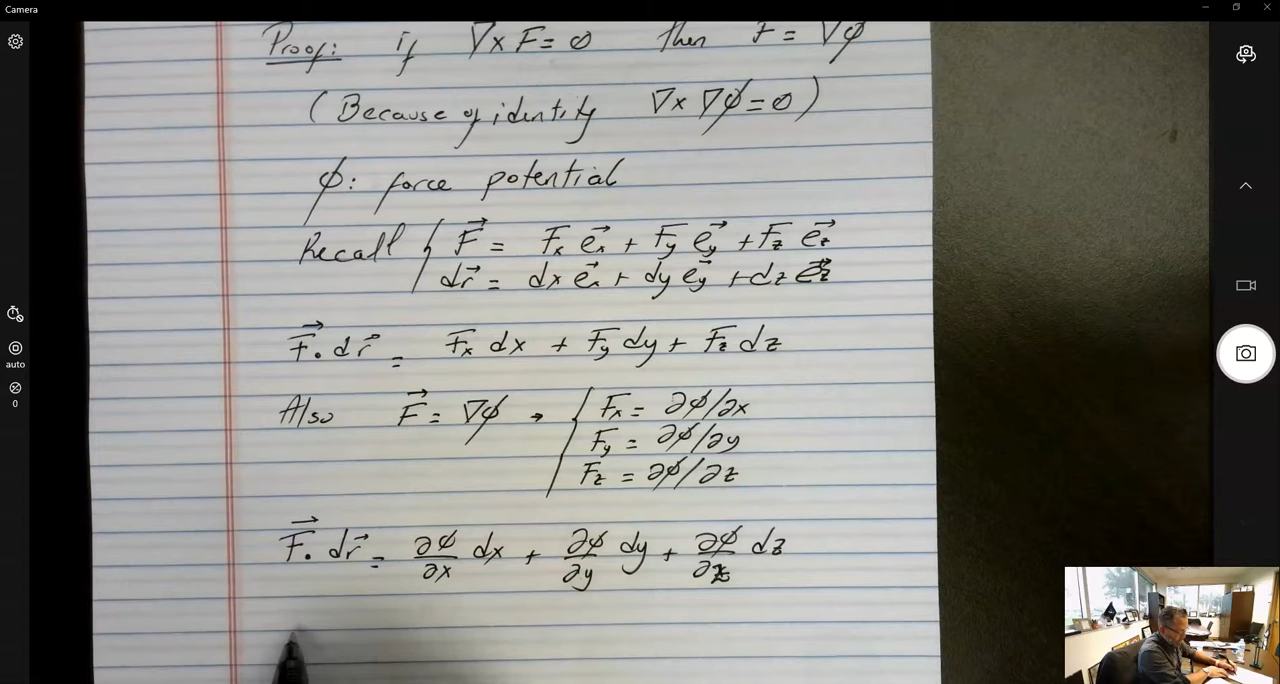 Camera
Proof: if ∇ x F = 0 then F = ∇φ
(Because of identity ∇ x ∇φ = 0)
φ: force potential
Recall { F⃗ = Fx e⃗x + Fy e⃗y + Fz e⃗z
dr⃗ = dx e⃗x + dy e⃗y + dz e⃗z
F⃗. dr⃗ = Fx dx + Fy dy + Fz dz
Also F⃗ = ∇φ → { Fx = ∂φ/∂x
Fy = ∂φ/∂y
Fz = ∂φ/∂z
F⃗. dr⃗ = ∂φ/∂x dx + ∂φ/∂y dy + ∂φ/∂z dz
auto
0